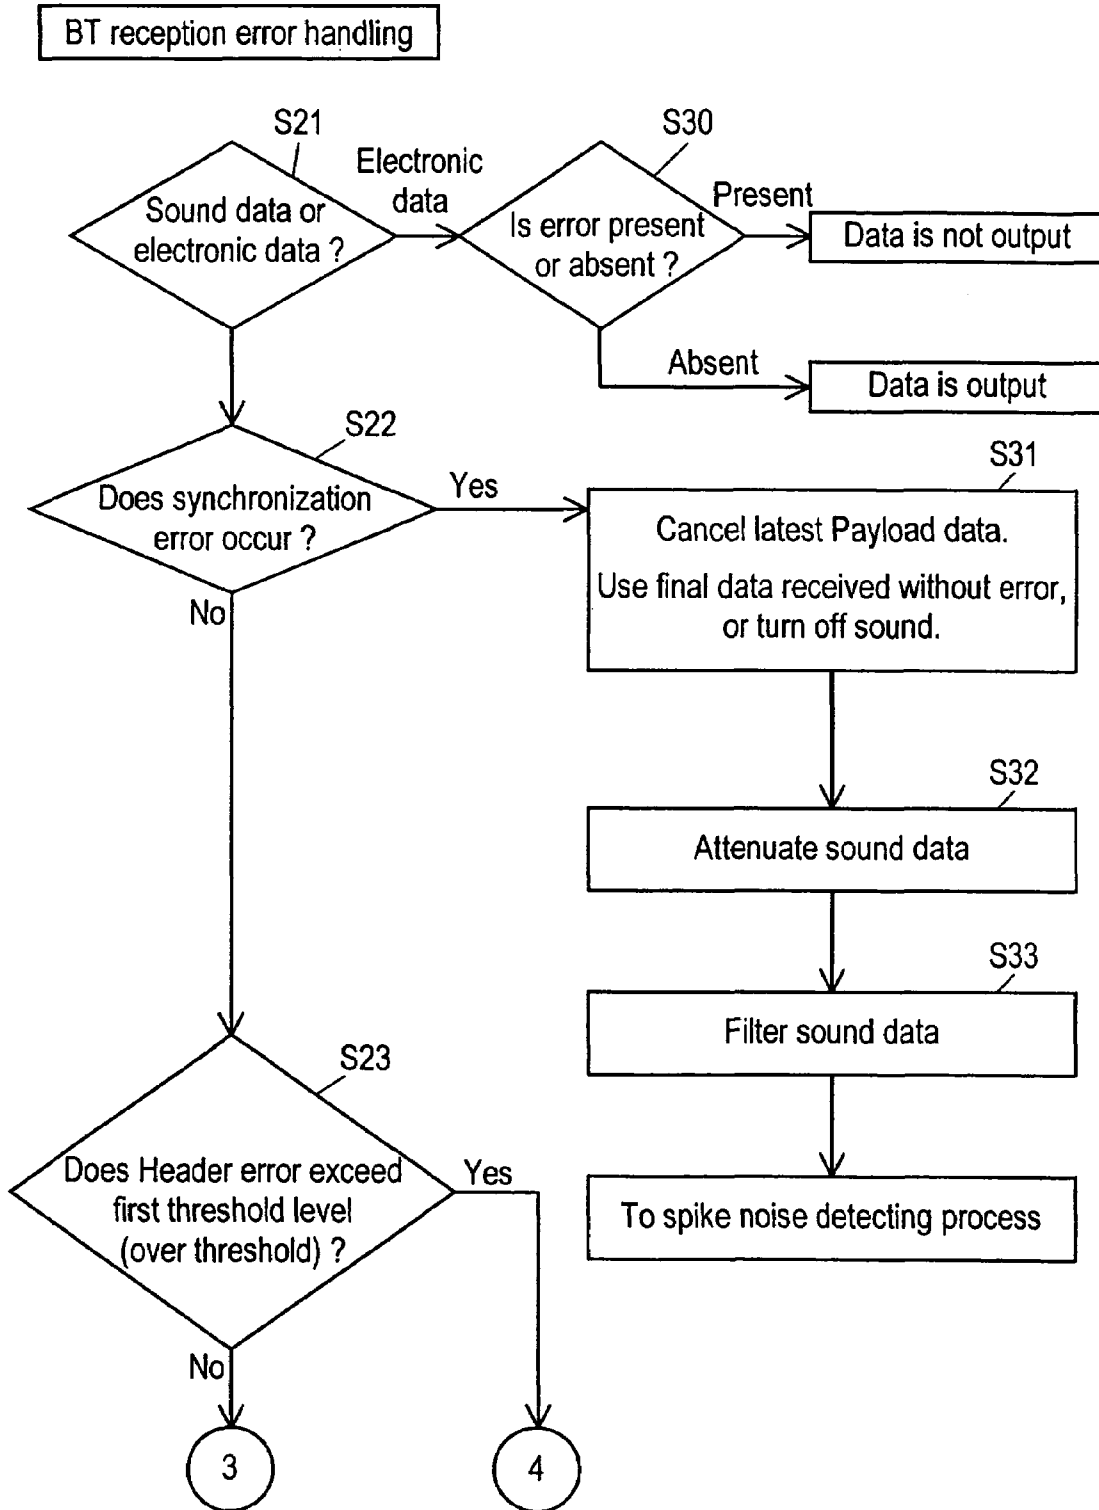 BT reception error handling
S21
S30
Electronic
data
Present
Sound data or
electronic data ?
Is error present
or absent ?
Data is not output
Absent
Data is output
S22
S31
Does synchronization
error occur ?
Yes
No
Cancel latest Payload data.
Use final data received without error,
or turn off sound.
S32
Attenuate sound data
S33
Filter sound data
S23
Does Header error exceed
first threshold level
(over threshold) ?
Yes
To spike noise detecting process
No
3
4